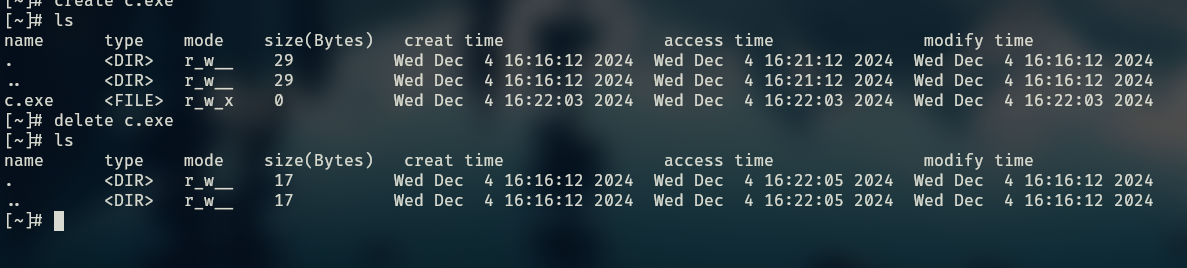 [~]# create c.exe
[~]# ls
name      type    mode    size(Bytes)   creat time                access time               modify time
.         <DIR>   r_w__    29          Wed Dec  4 16:16:12 2024  Wed Dec  4 16:21:12 2024  Wed Dec  4 16:16:12 2024
..        <DIR>   r_w__    29          Wed Dec  4 16:16:12 2024  Wed Dec  4 16:21:12 2024  Wed Dec  4 16:16:12 2024
c.exe     <FILE>  r_w_x    0           Wed Dec  4 16:22:03 2024  Wed Dec  4 16:22:03 2024  Wed Dec  4 16:22:03 2024
[~]# delete c.exe
[~]# ls
name      type    mode    size(Bytes)   creat time                access time               modify time
.         <DIR>   r_w__    17          Wed Dec  4 16:16:12 2024  Wed Dec  4 16:22:05 2024  Wed Dec  4 16:16:12 2024
..        <DIR>   r_w__    17          Wed Dec  4 16:16:12 2024  Wed Dec  4 16:22:05 2024  Wed Dec  4 16:16:12 2024
[~]#